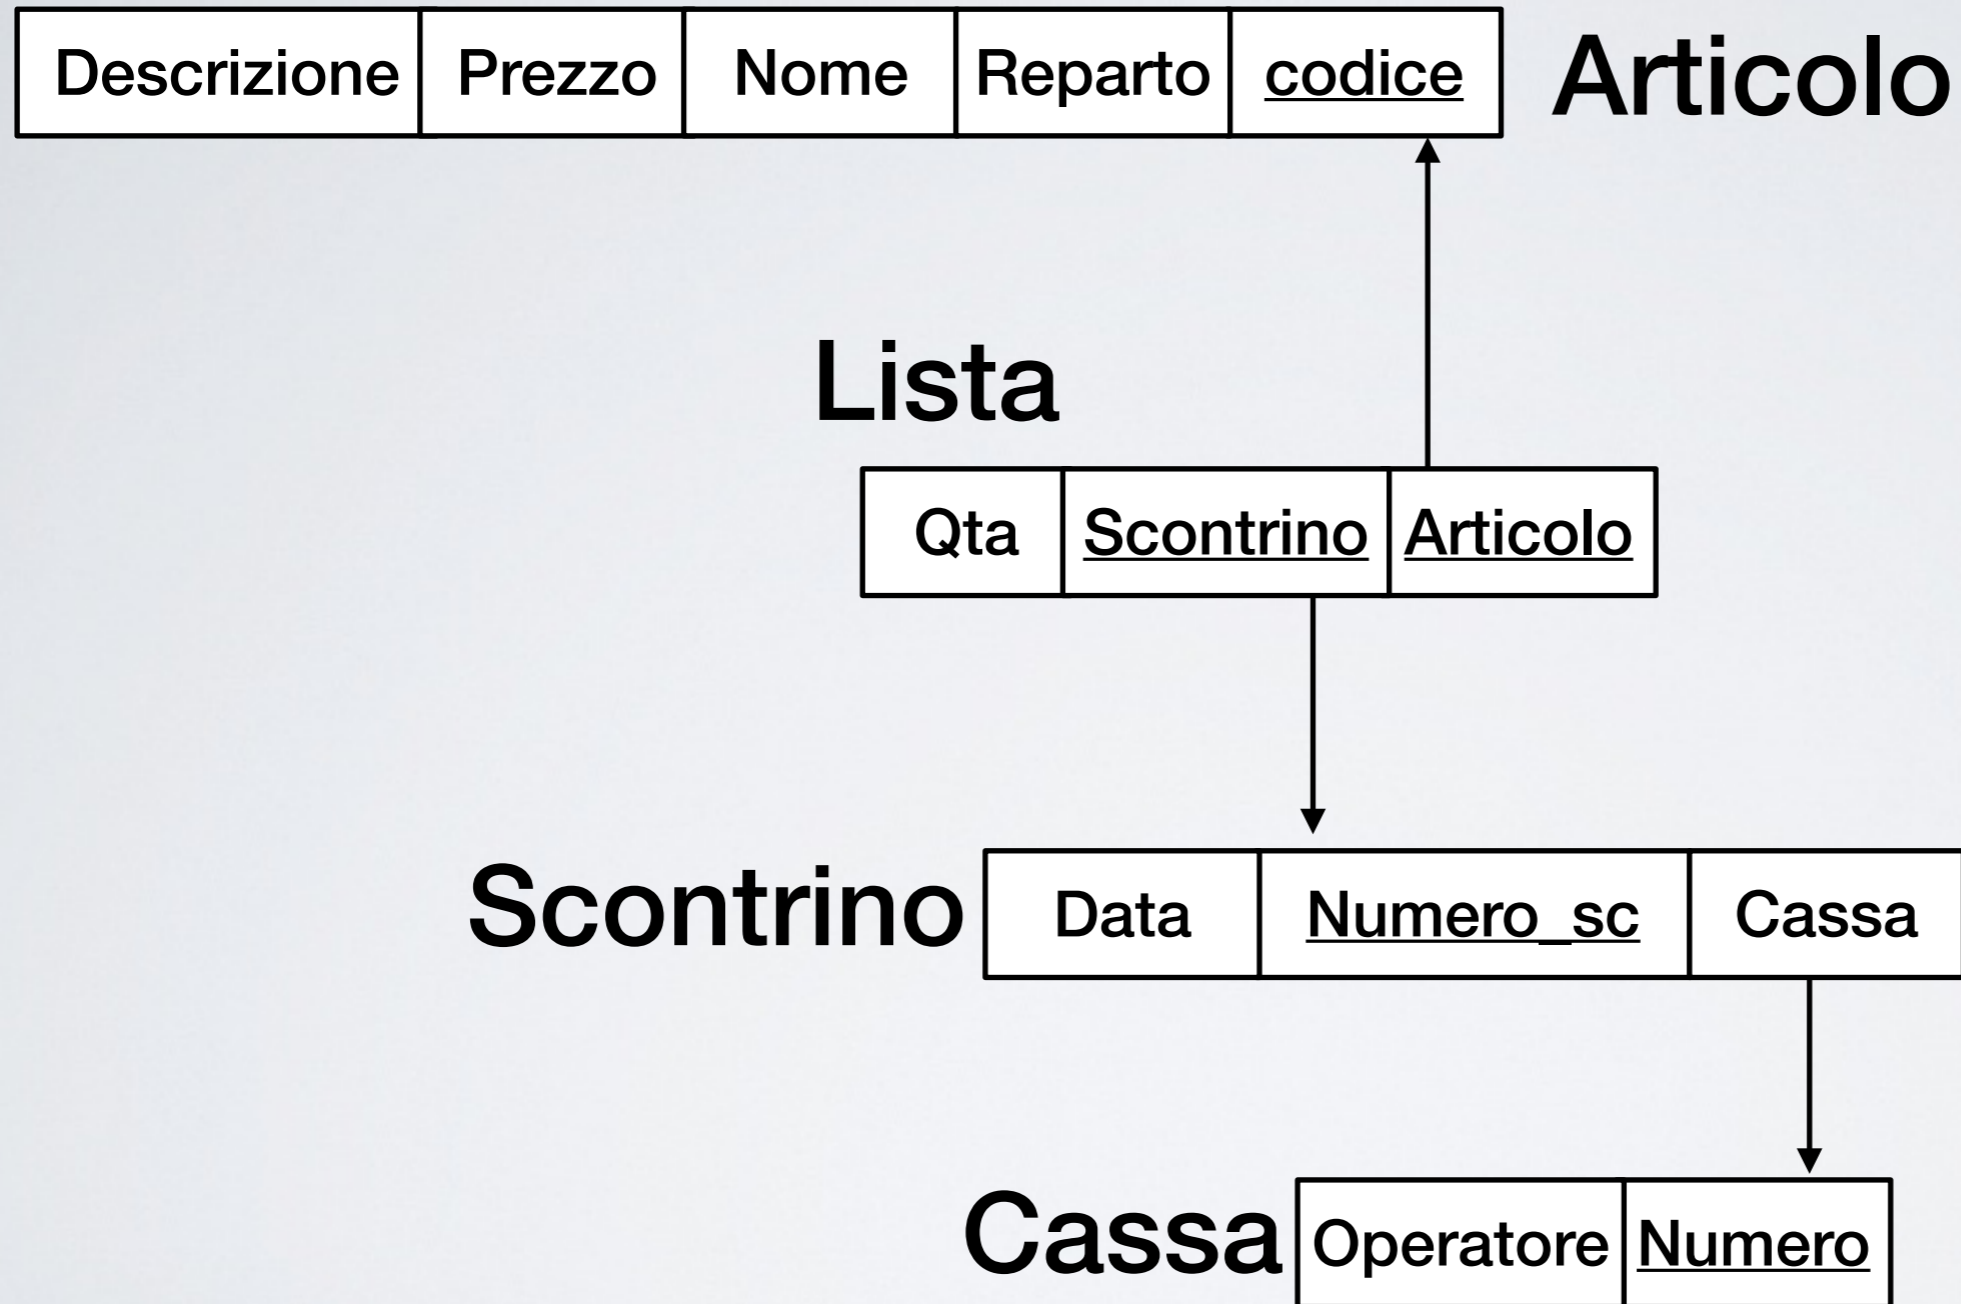 Descrizione Prezzo Nome Reparto codice Articolo
Lista
Qta Scontrino Articolo
Scontrino Data Numero_sc Cassa
Cassa Operatore Numero